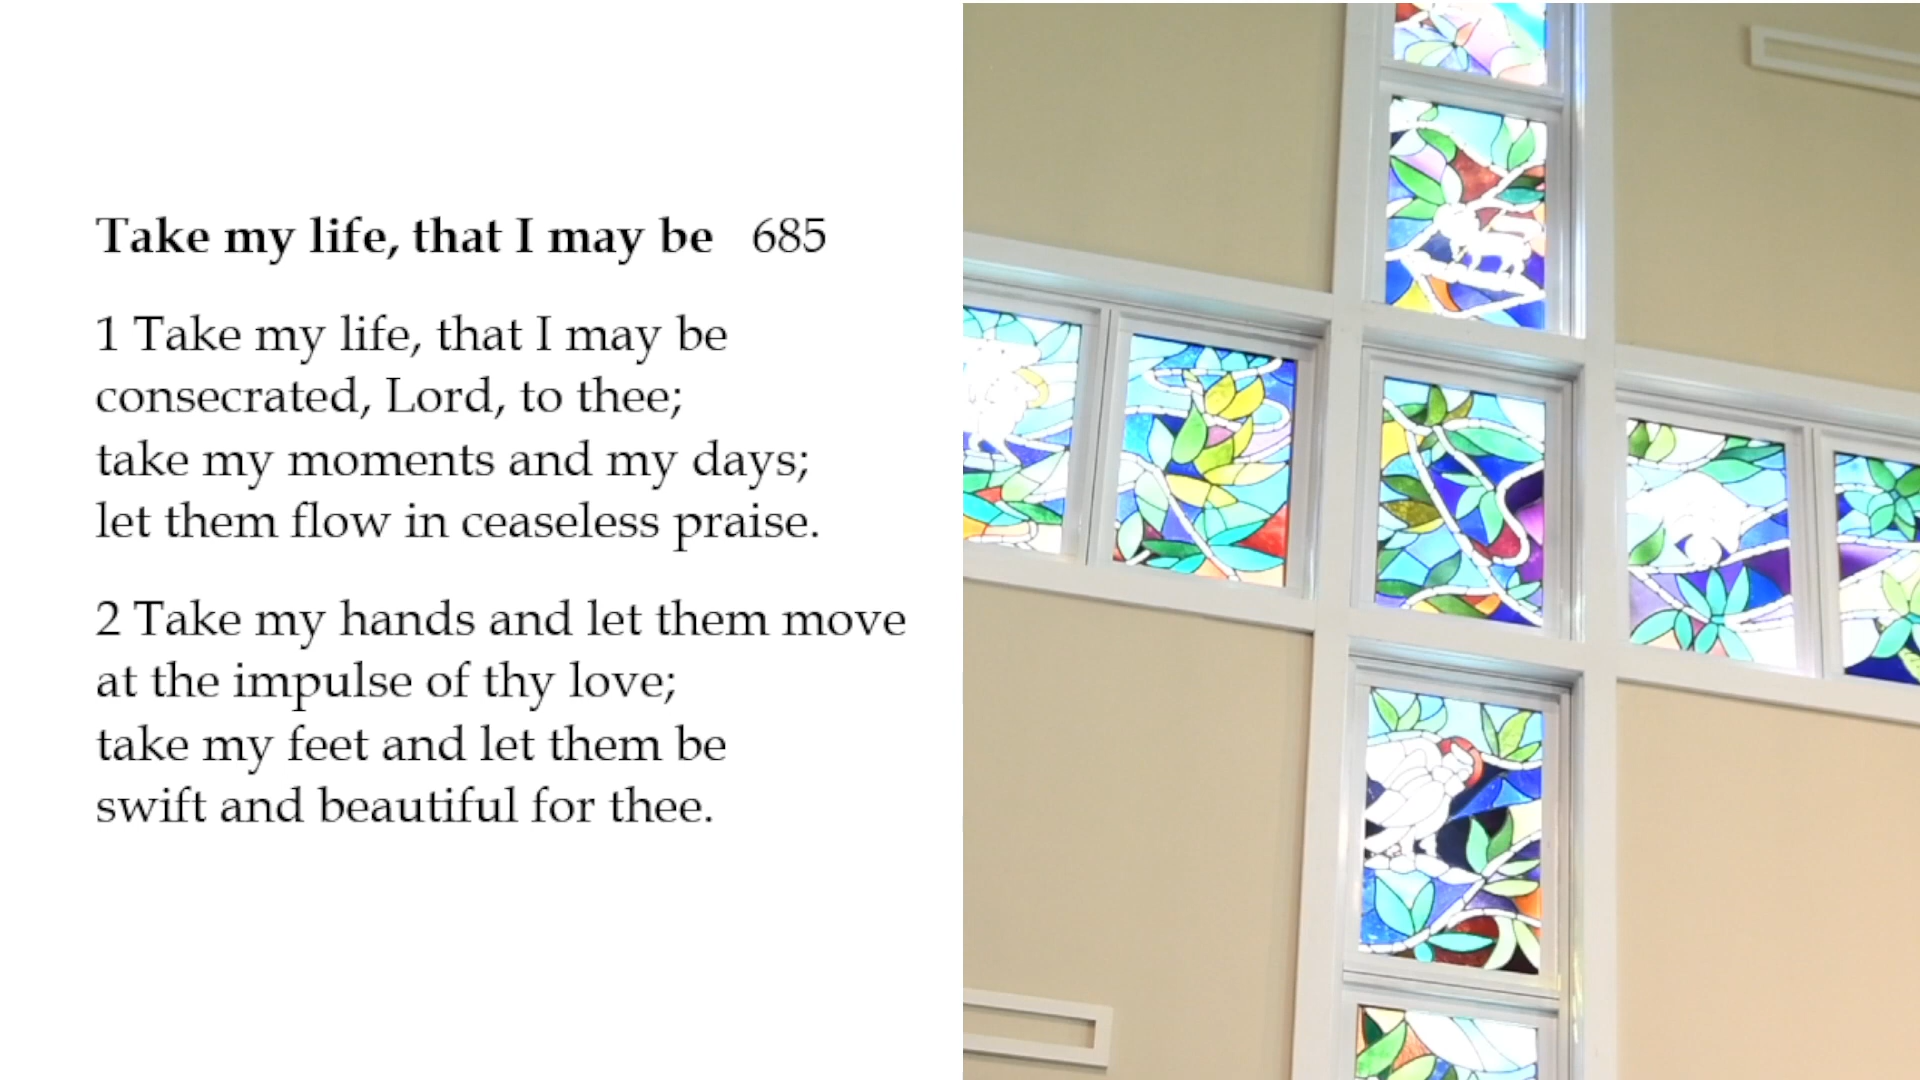 Take my life, that I may be 685
1 Take my life, that I may be
consecrated, Lord, to thee;
take my moments and my days;
let them flow in ceaseless praise.
2 Take my hands and let them move
at the impulse of thy love;
take my feet and let them be
swift and beautiful for thee.